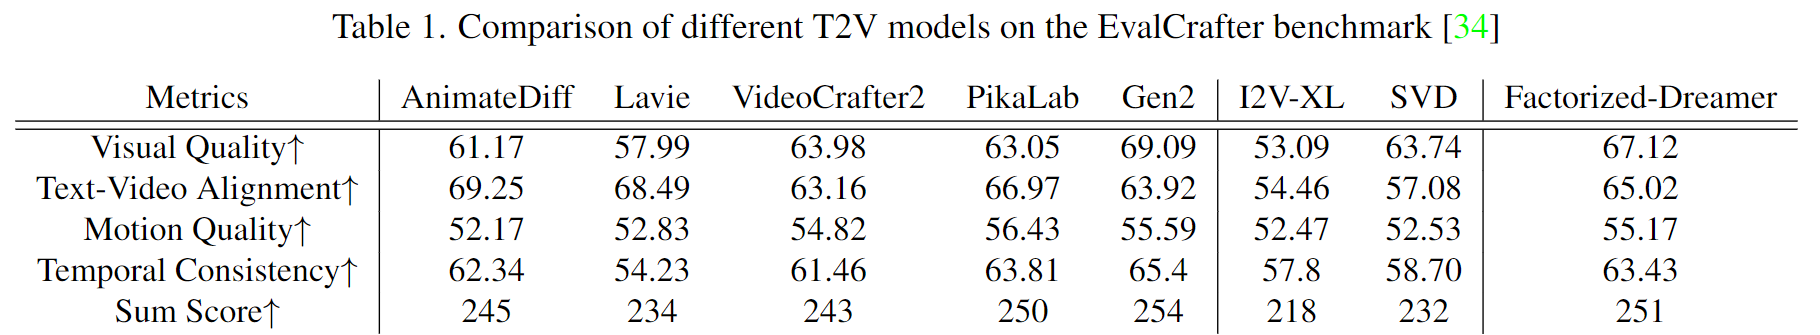 Table 1. Comparison of different T2V models on the EvalCrafter benchmark [34]
Metrics AnimateDiff Lavie VideoCrafter2 PikaLab Gen2 I2V-XL SVD Factorized-Dreamer
Visual Quality↑ 61.17 57.99 63.98 63.05 69.09 53.09 63.74 67.12
Text-Video Alignment↑ 69.25 68.49 63.16 66.97 63.92 54.46 57.08 65.02
Motion Quality↑ 52.17 52.83 54.82 56.43 55.59 52.47 52.53 55.17
Temporal Consistency↑ 62.34 54.23 61.46 63.81 65.4 57.8 58.70 63.43
Sum Score↑ 245 234 243 250 254 218 232 251